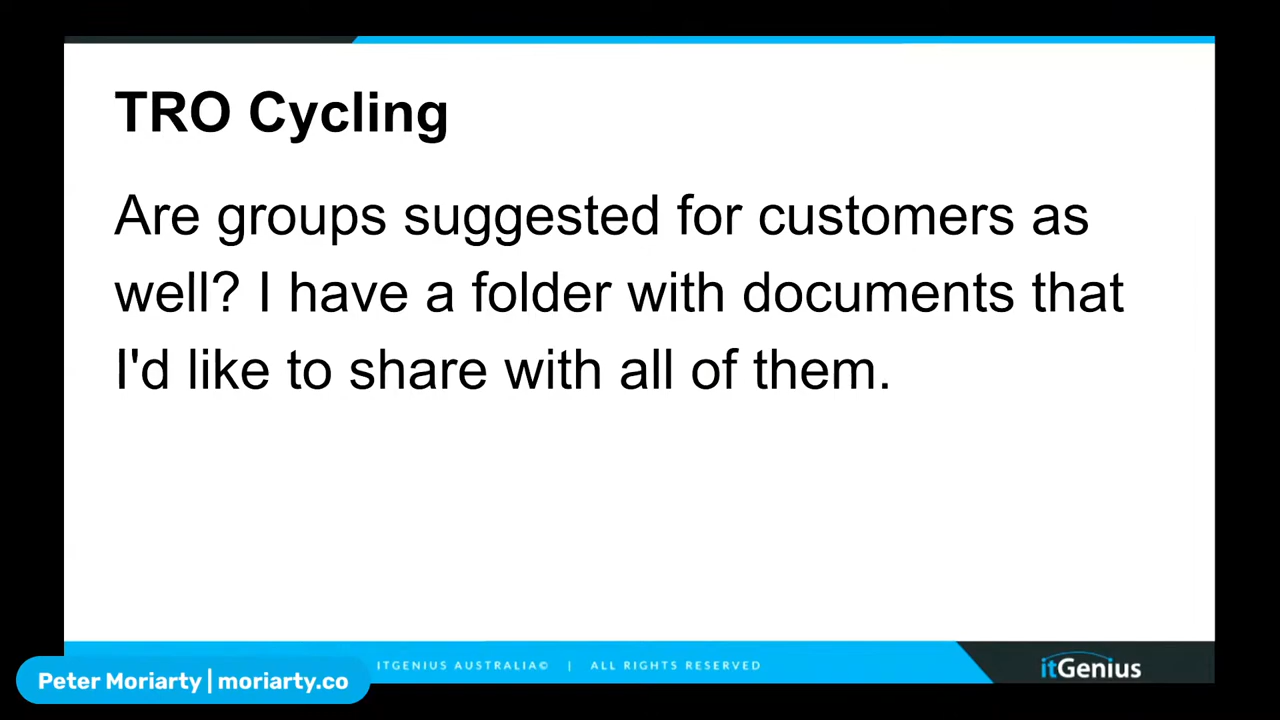 TRO Cycling
Are groups suggested for customers as
well? I have a folder with documents that
I'd like to share with all of them.
ITGENIUS AUSTRALIA© | ALL RIGHTS RESERVED
itGenius
Peter Moriarty | moriarty.co